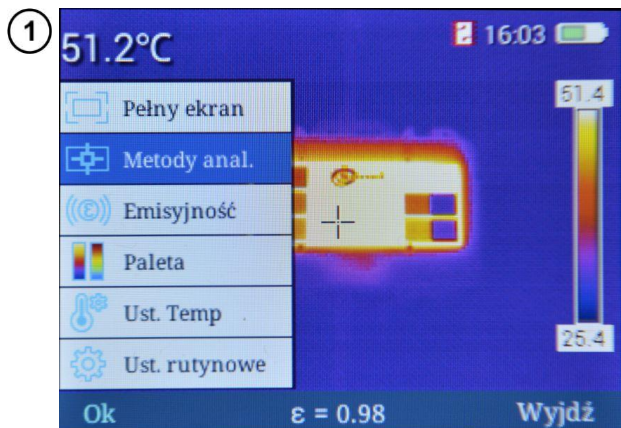 1
51.2°C
16:03
Pełny ekran
51.4
Metody anal.
((ε)) Emisyjność
Paleta
Ust. Temp
25.4
Ust. rutynowe
Ok ε = 0.98 Wyjdź